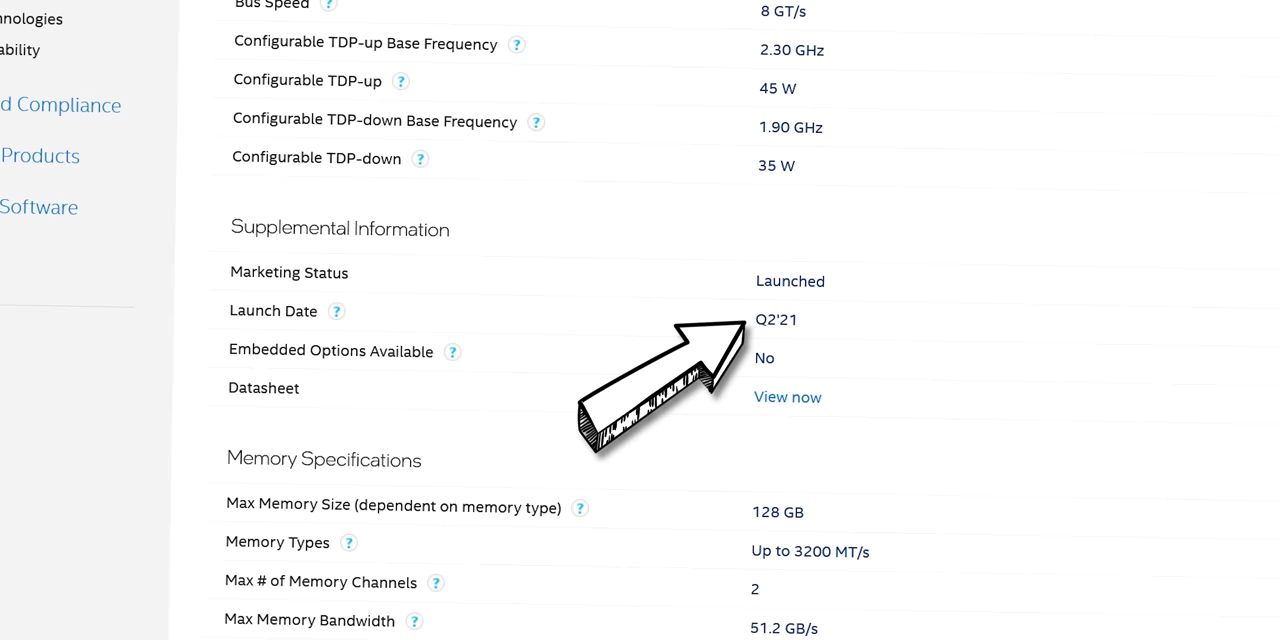 hnologies
ability
d Compliance
Products
Software
Bus Speed ? 8 GT/s
Configurable TDP-up Base Frequency ? 2.30 GHz
Configurable TDP-up ? 45 W
Configurable TDP-down Base Frequency ? 1.90 GHz
Configurable TDP-down ? 35 W
Supplemental Information
Marketing Status Launched
Launch Date ? Q2'21
Embedded Options Available ? No
Datasheet View now
Memory Specifications
Max Memory Size (dependent on memory type) ? 128 GB
Memory Types ? Up to 3200 MT/s
Max # of Memory Channels ? 2
Max Memory Bandwidth ? 51.2 GB/s